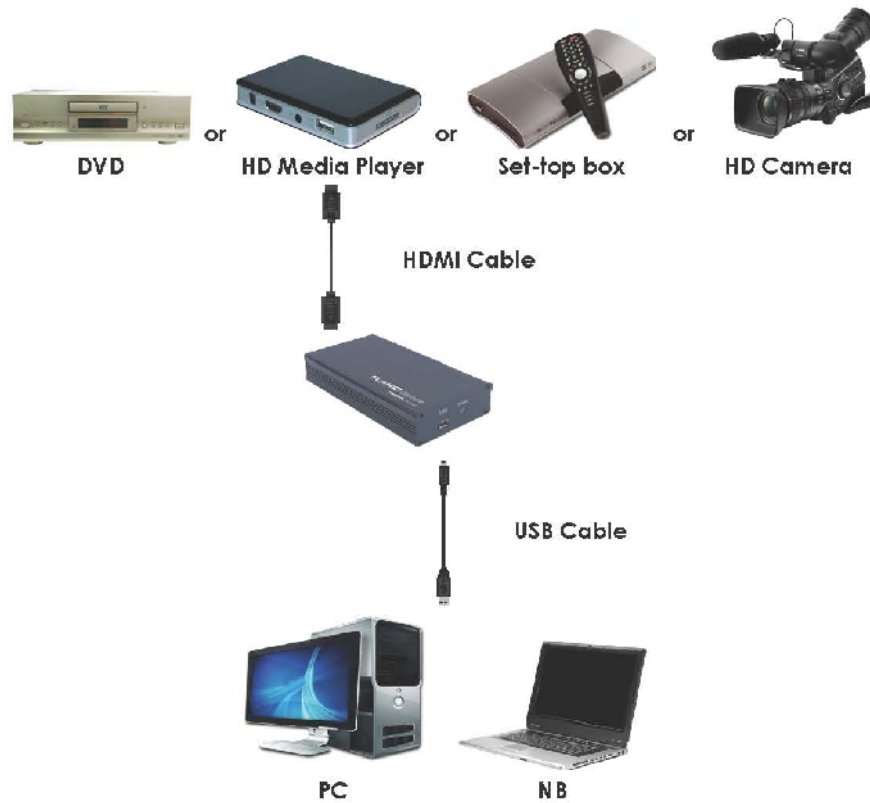 or or or
DVD HD Media Player Set-top box HD Camera
HDMI Cable
USB Cable
PC NB